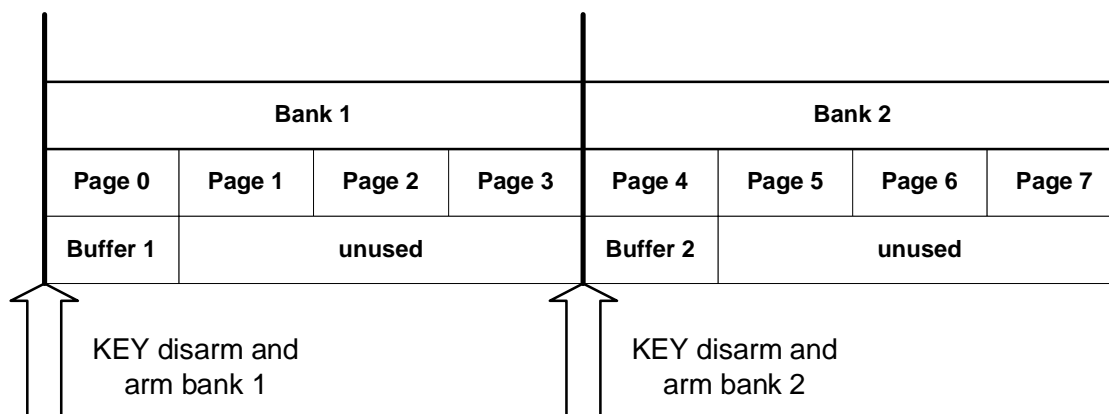 Bank 1 Bank 2
Page 0 Page 1 Page 2 Page 3 Page 4 Page 5 Page 6 Page 7
Buffer 1 unused Buffer 2 unused
KEY disarm and
arm bank 1
KEY disarm and
arm bank 2